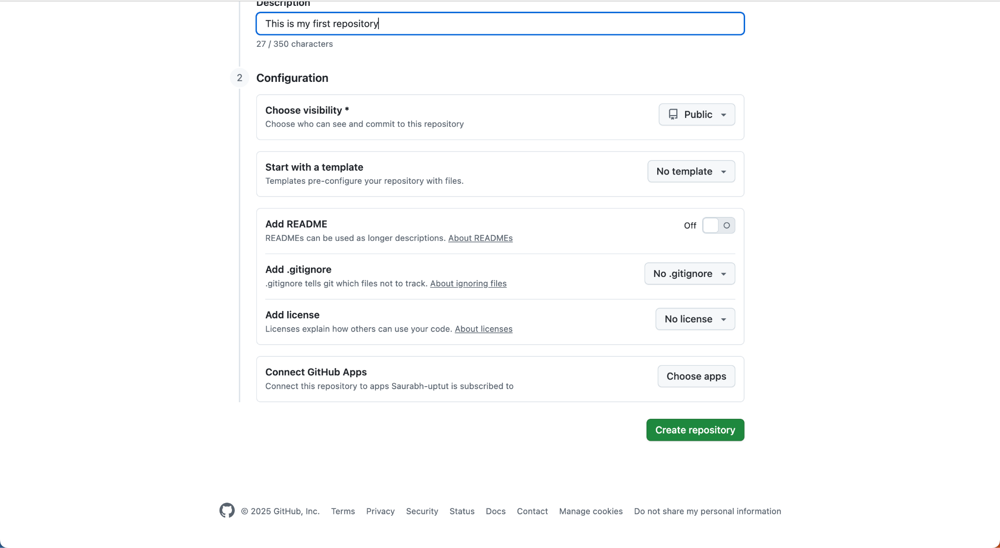 Description
This is my first repository
27 / 350 characters
2
Configuration
Choose visibility *
Choose who can see and commit to this repository
Public
Start with a template
Templates pre-configure your repository with files.
No template
Add README
READMEs can be used as longer descriptions. About READMEs
Off
Add .gitignore
.gitignore tells git which files not to track. About ignoring files
No .gitignore
Add license
Licenses explain how others can use your code. About licenses
No license
Connect GitHub Apps
Connect this repository to apps Saurabh-uptut is subscribed to
Choose apps
Create repository
© 2025 GitHub, Inc. Terms Privacy Security Status Docs Contact Manage cookies Do not share my personal information